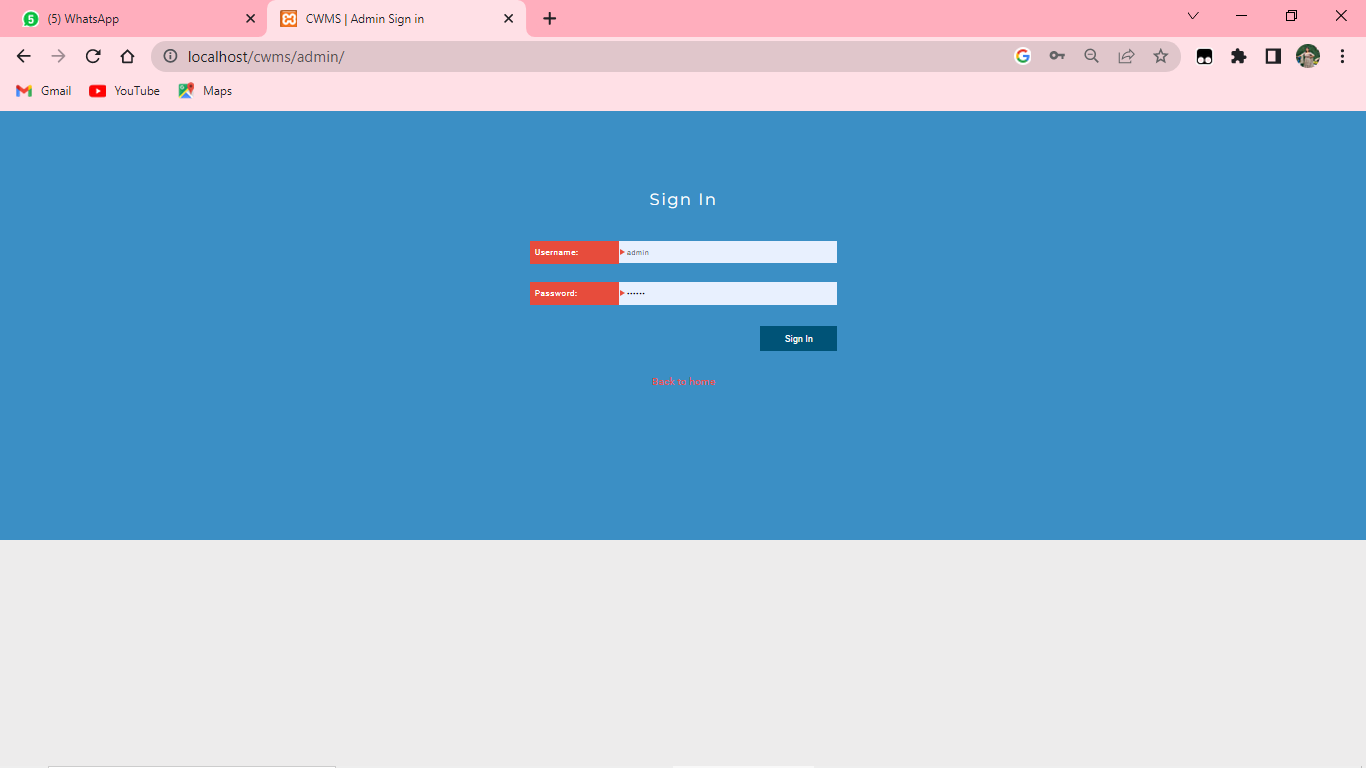 5 (5) WhatsApp
CWMS | Admin Sign in
localhost/cwms/admin/
Gmail
YouTube
Maps
Sign In
Username: admin
Password: ••••••
Sign In
Back to home